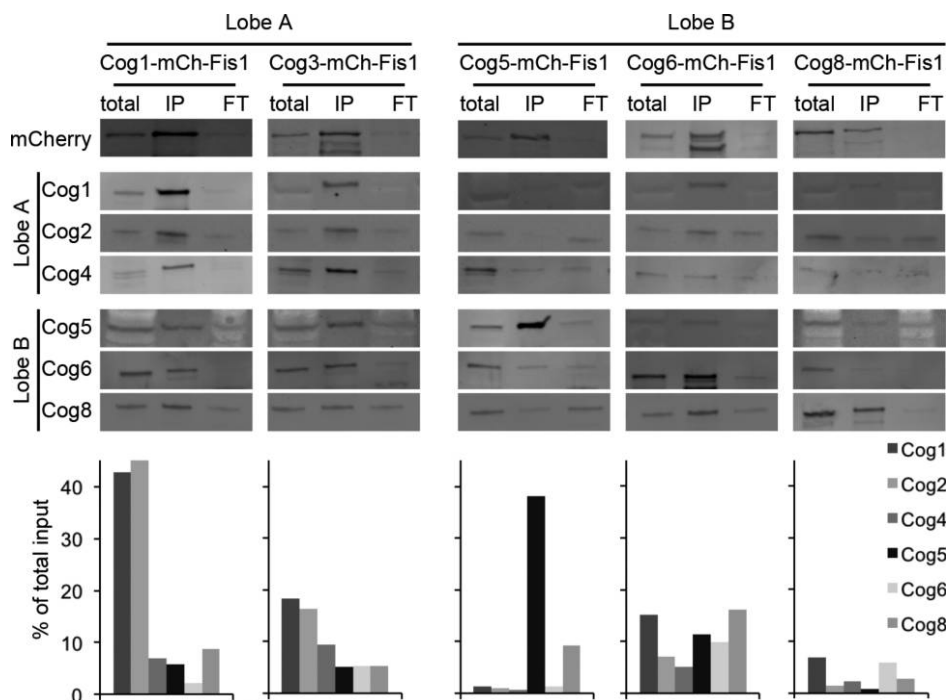 Lobe A Lobe B
Cog1-mCh-Fis1 Cog3-mCh-Fis1 Cog5-mCh-Fis1 Cog6-mCh-Fis1 Cog8-mCh-Fis1
total IP FT total IP FT total IP FT total IP FT total IP FT
mCherry
Lobe A
Cog1
Cog2
Cog4
Lobe B
Cog5
Cog6
Cog8
% of total input
40
30
20
10
0
Cog1
Cog2
Cog4
Cog5
Cog6
Cog8